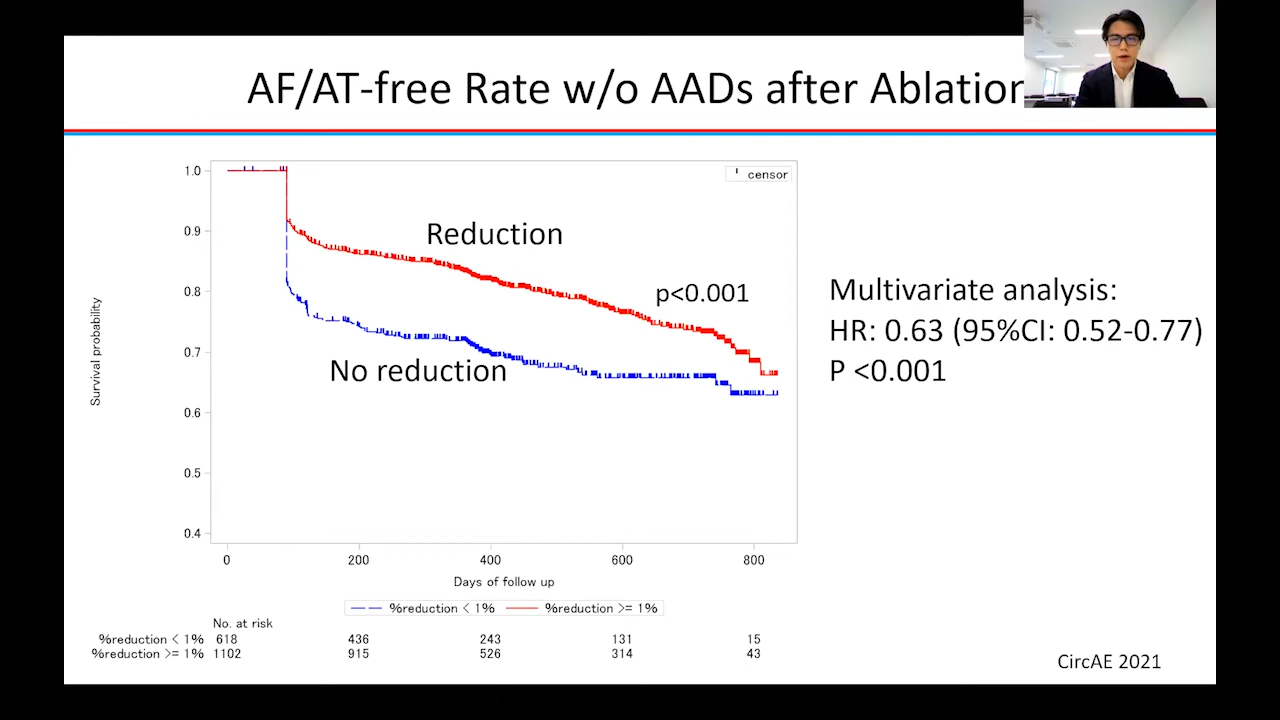 AF/AT-free Rate w/o AADs after Ablation
1.0
0.9
0.8
0.7
0.6
0.5
0.4
Survival probability
censor
Reduction
p<0.001
No reduction
0 200 400 600 800
Days of follow up
%reduction < 1% %reduction >= 1%
No. at risk
%reduction < 1% 618 436 243 131 15
%reduction >= 1% 1102 915 526 314 43
Multivariate analysis:
HR: 0.63 (95%CI: 0.52-0.77)
P <0.001
CircAE 2021